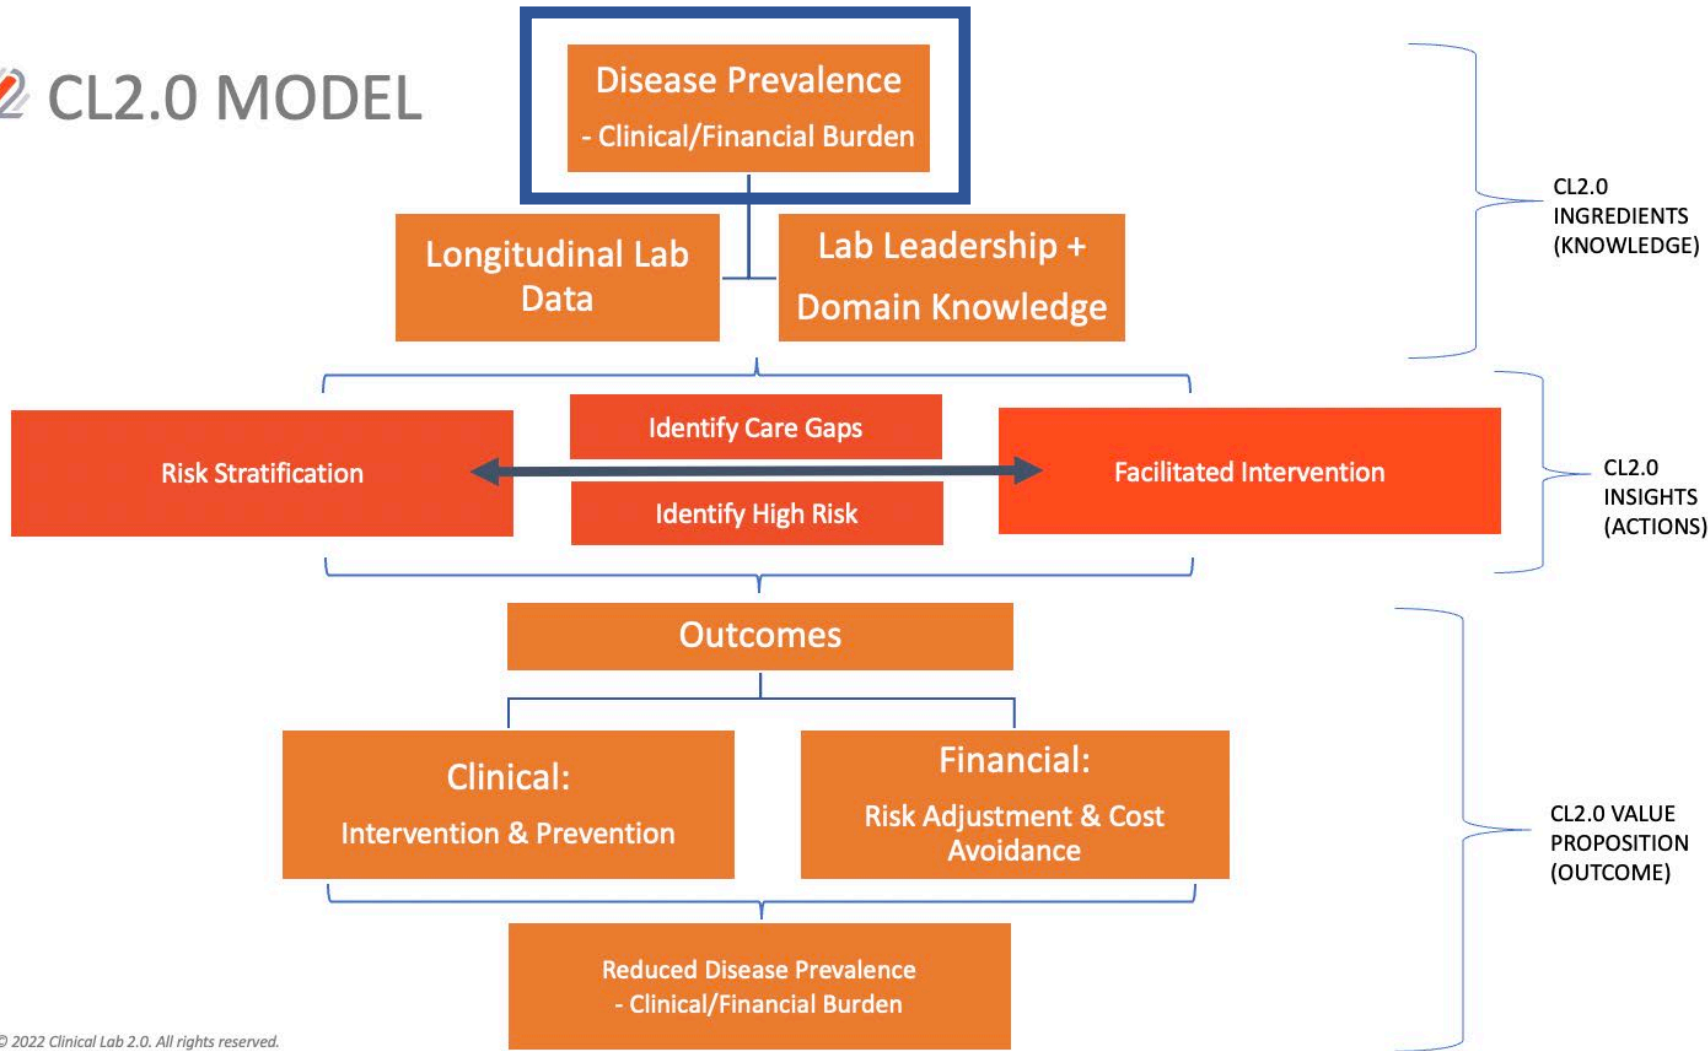 CL2.0 MODEL
Disease Prevalence
- Clinical/Financial Burden
Longitudinal Lab
Data
Lab Leadership +
Domain Knowledge
CL2.0
INGREDIENTS
(KNOWLEDGE)
Risk Stratification
Identify Care Gaps
Identify High Risk
Facilitated Intervention
CL2.0
INSIGHTS
(ACTIONS)
Outcomes
Clinical:
Intervention & Prevention
Financial:
Risk Adjustment & Cost
Avoidance
CL2.0 VALUE
PROPOSITION
(OUTCOME)
Reduced Disease Prevalence
- Clinical/Financial Burden
© 2022 Clinical Lab 2.0. All rights reserved.